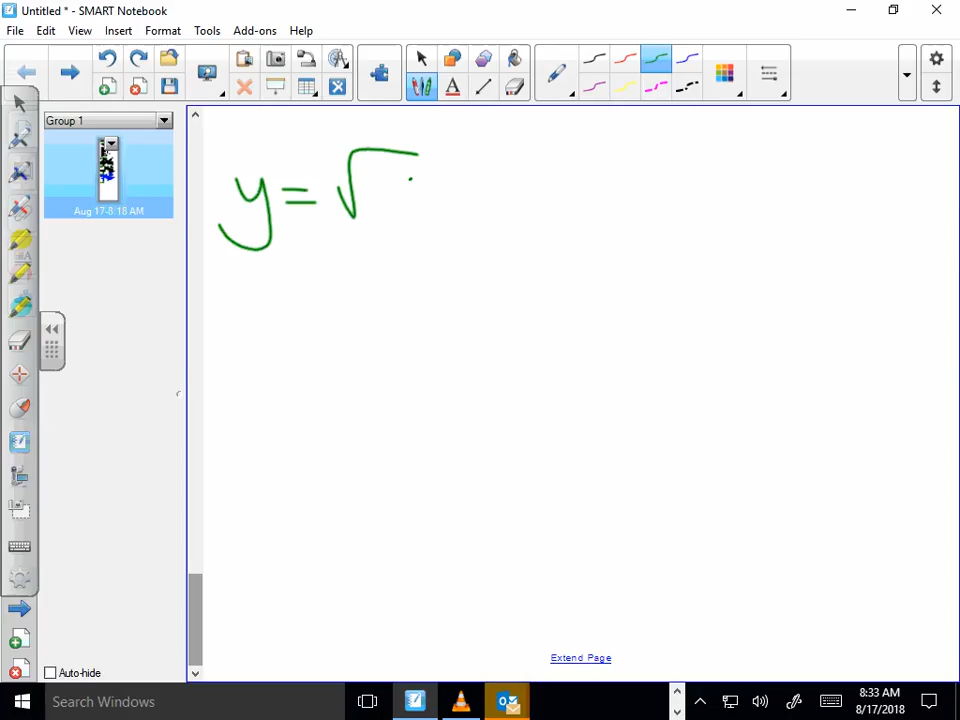 Untitled * - SMART Notebook
File Edit View Insert Format Tools Add-ons Help
Group 1
Aug 17-8:18 AM
y = √
Extend Page
Auto-hide
Search Windows
8:33 AM
8/17/2018